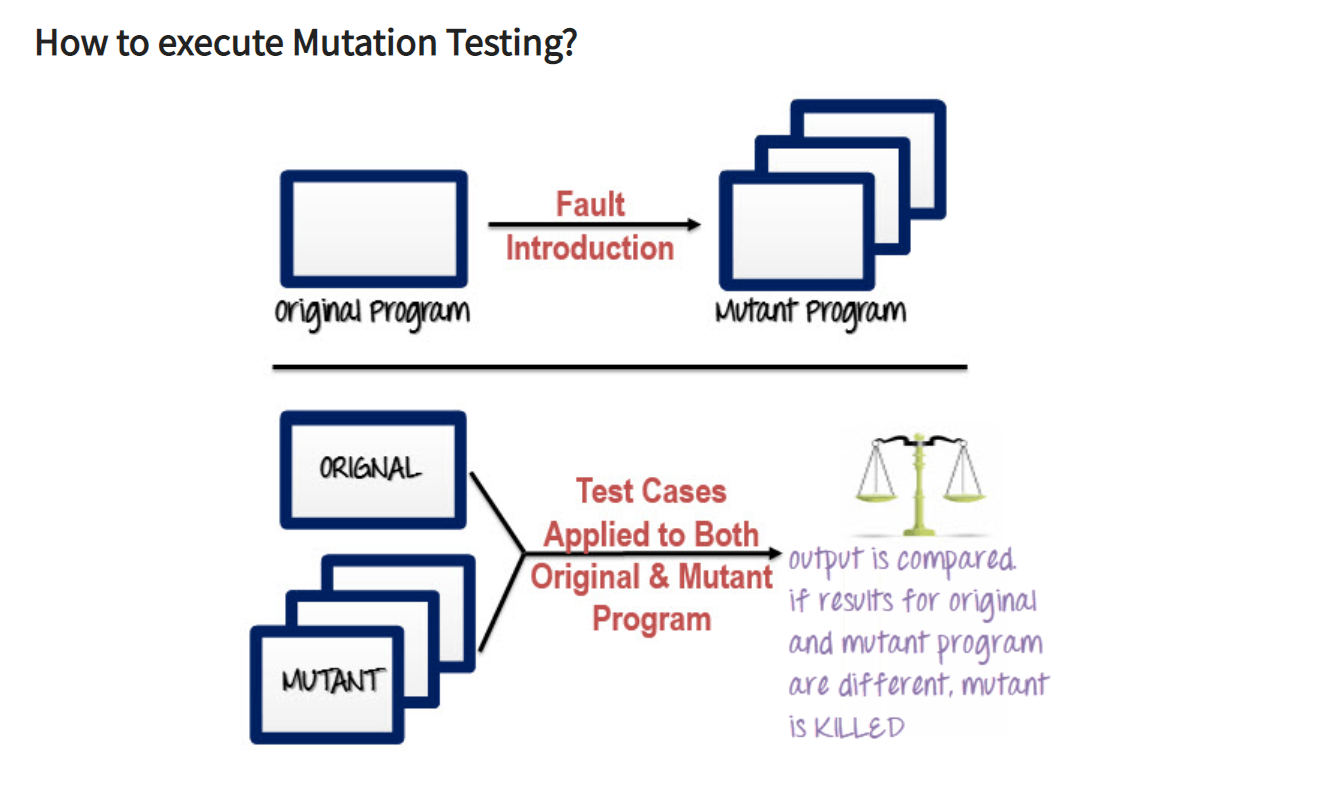 How to execute Mutation Testing?
Fault
Introduction
Original Program
Mutant Program
ORIGNAL
MUTANT
Test Cases
Applied to Both
Original & Mutant
Program
output is compared.
if results for original
and mutant program
are different, mutant
is KILLED